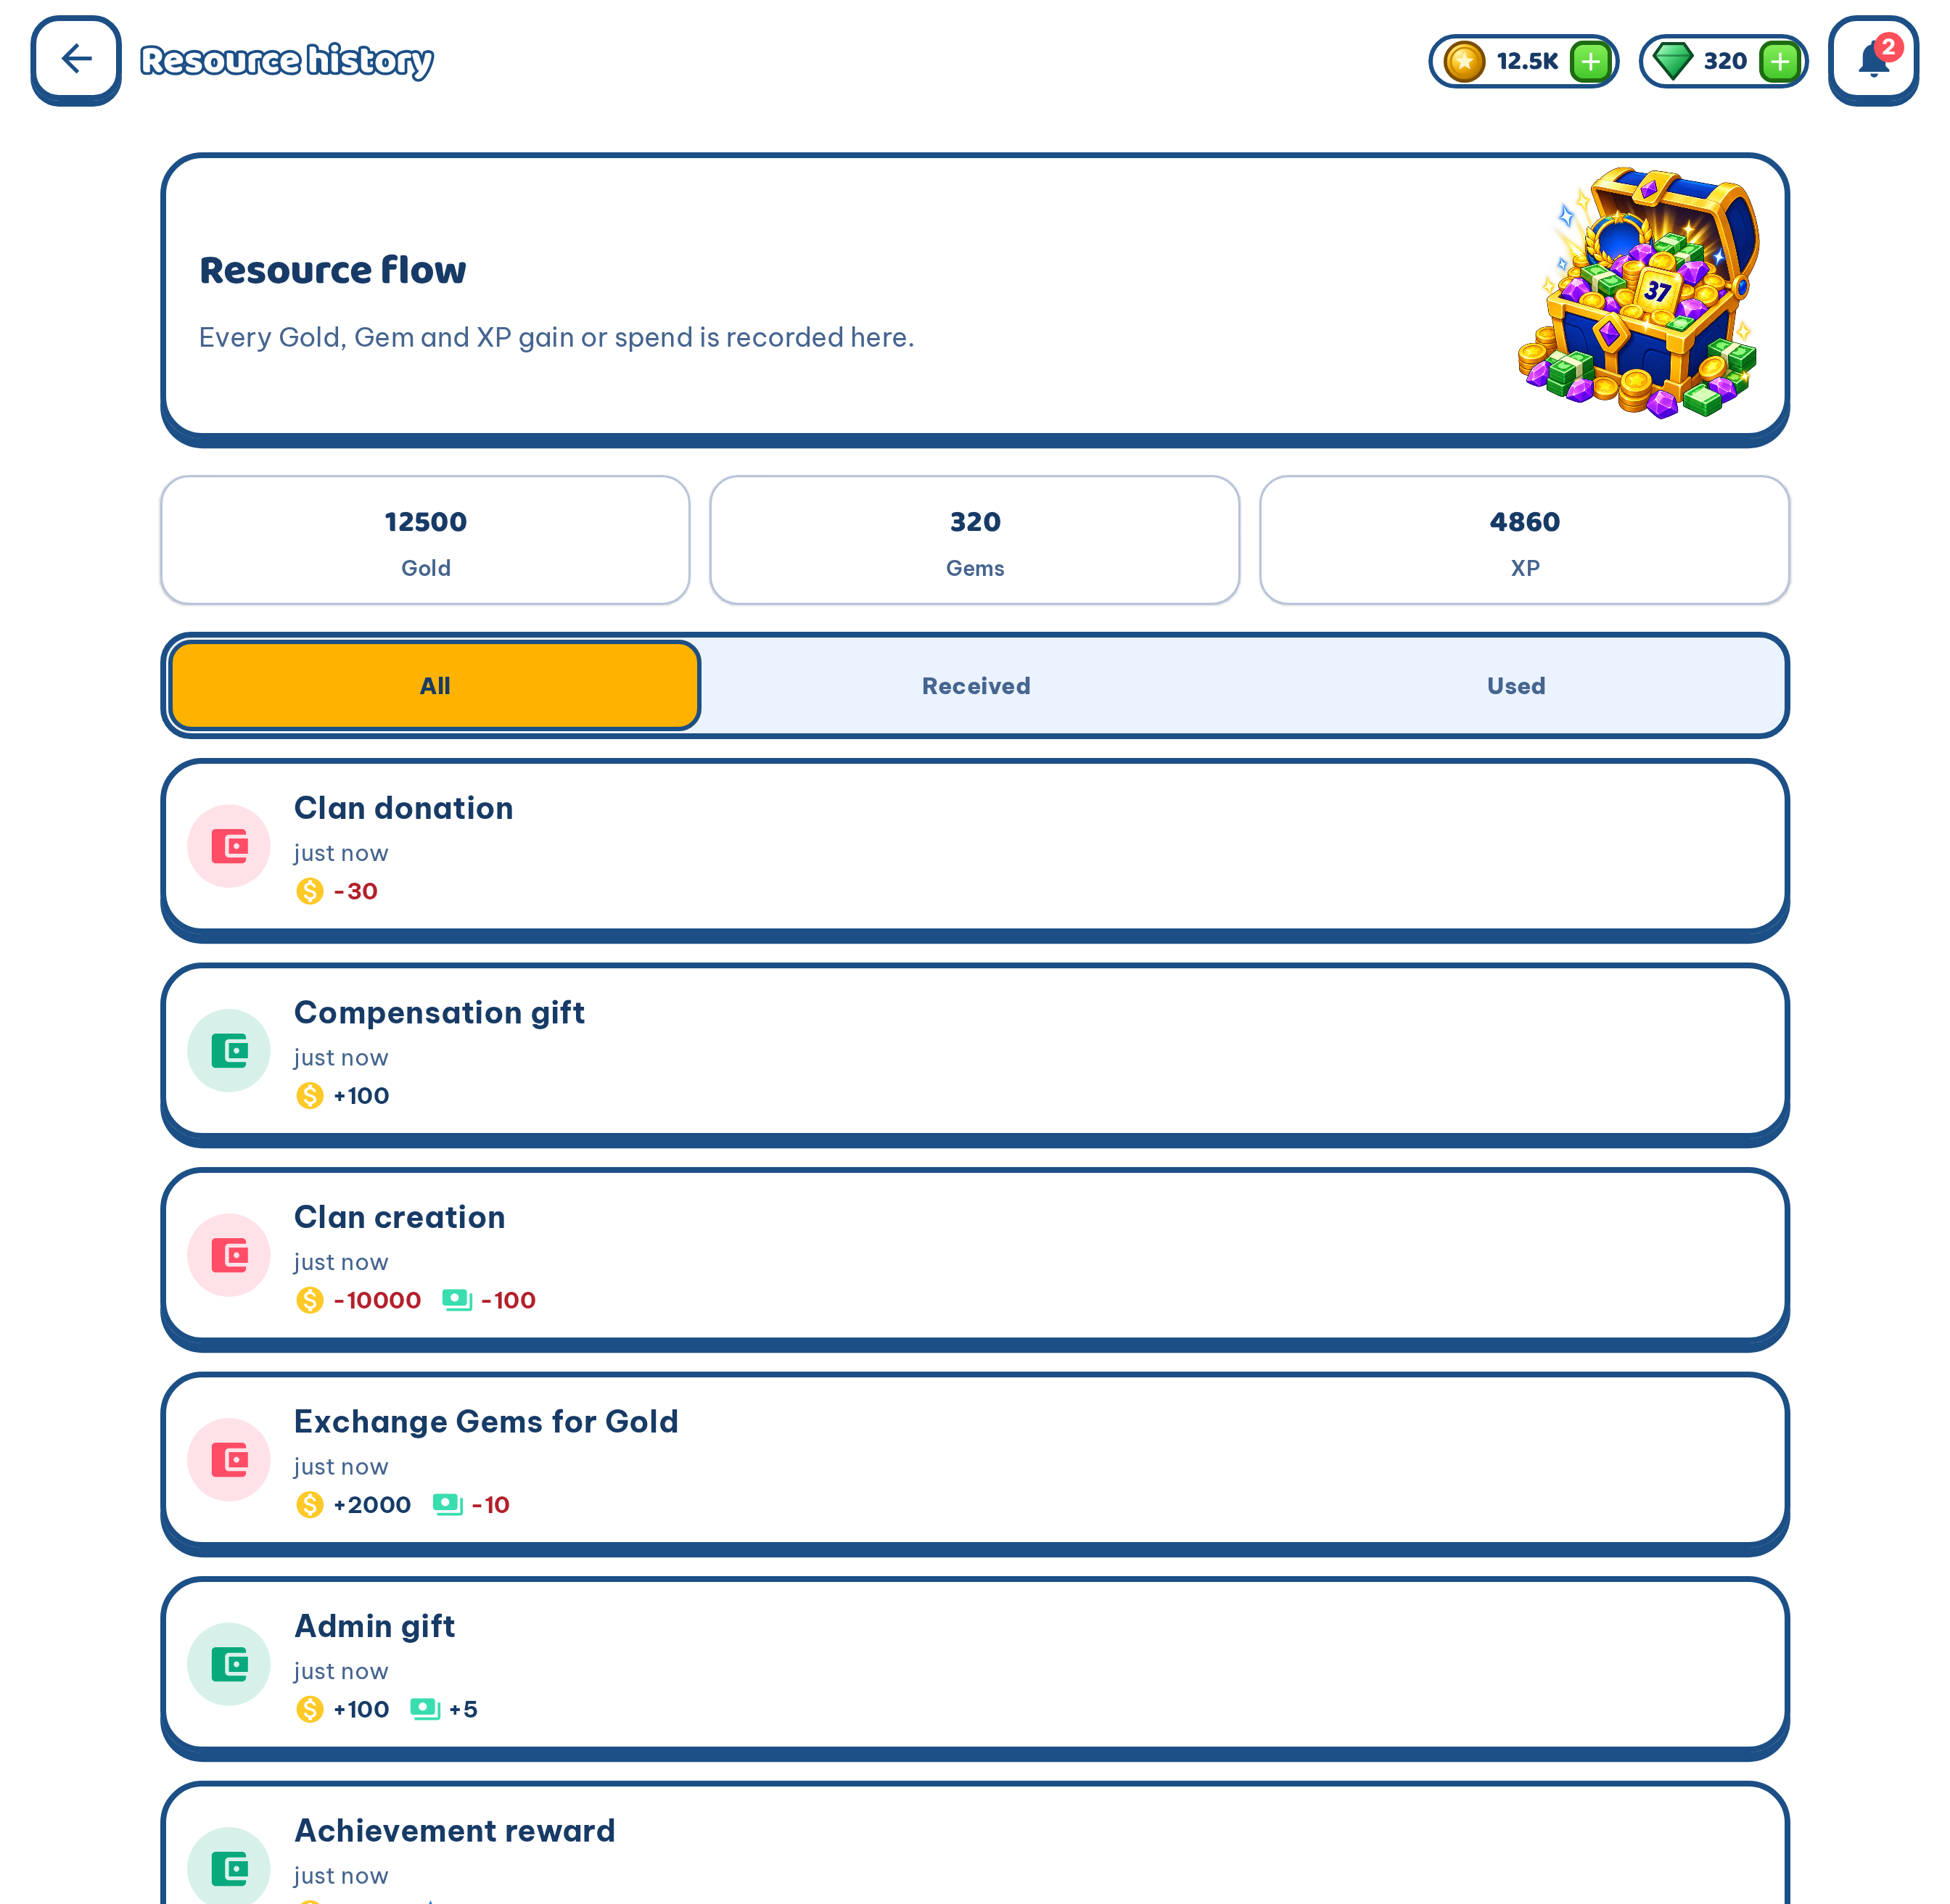 Resource history
12.5K
320
2
Resource flow
Every Gold, Gem and XP gain or spend is recorded here.
37
12500
Gold
320
Gems
4860
XP
All
Received
Used
Clan donation
just now
-30
Compensation gift
just now
+100
Clan creation
just now
-10000 -100
Exchange Gems for Gold
just now
+2000 -10
Admin gift
just now
+100 +5
Achievement reward
just now